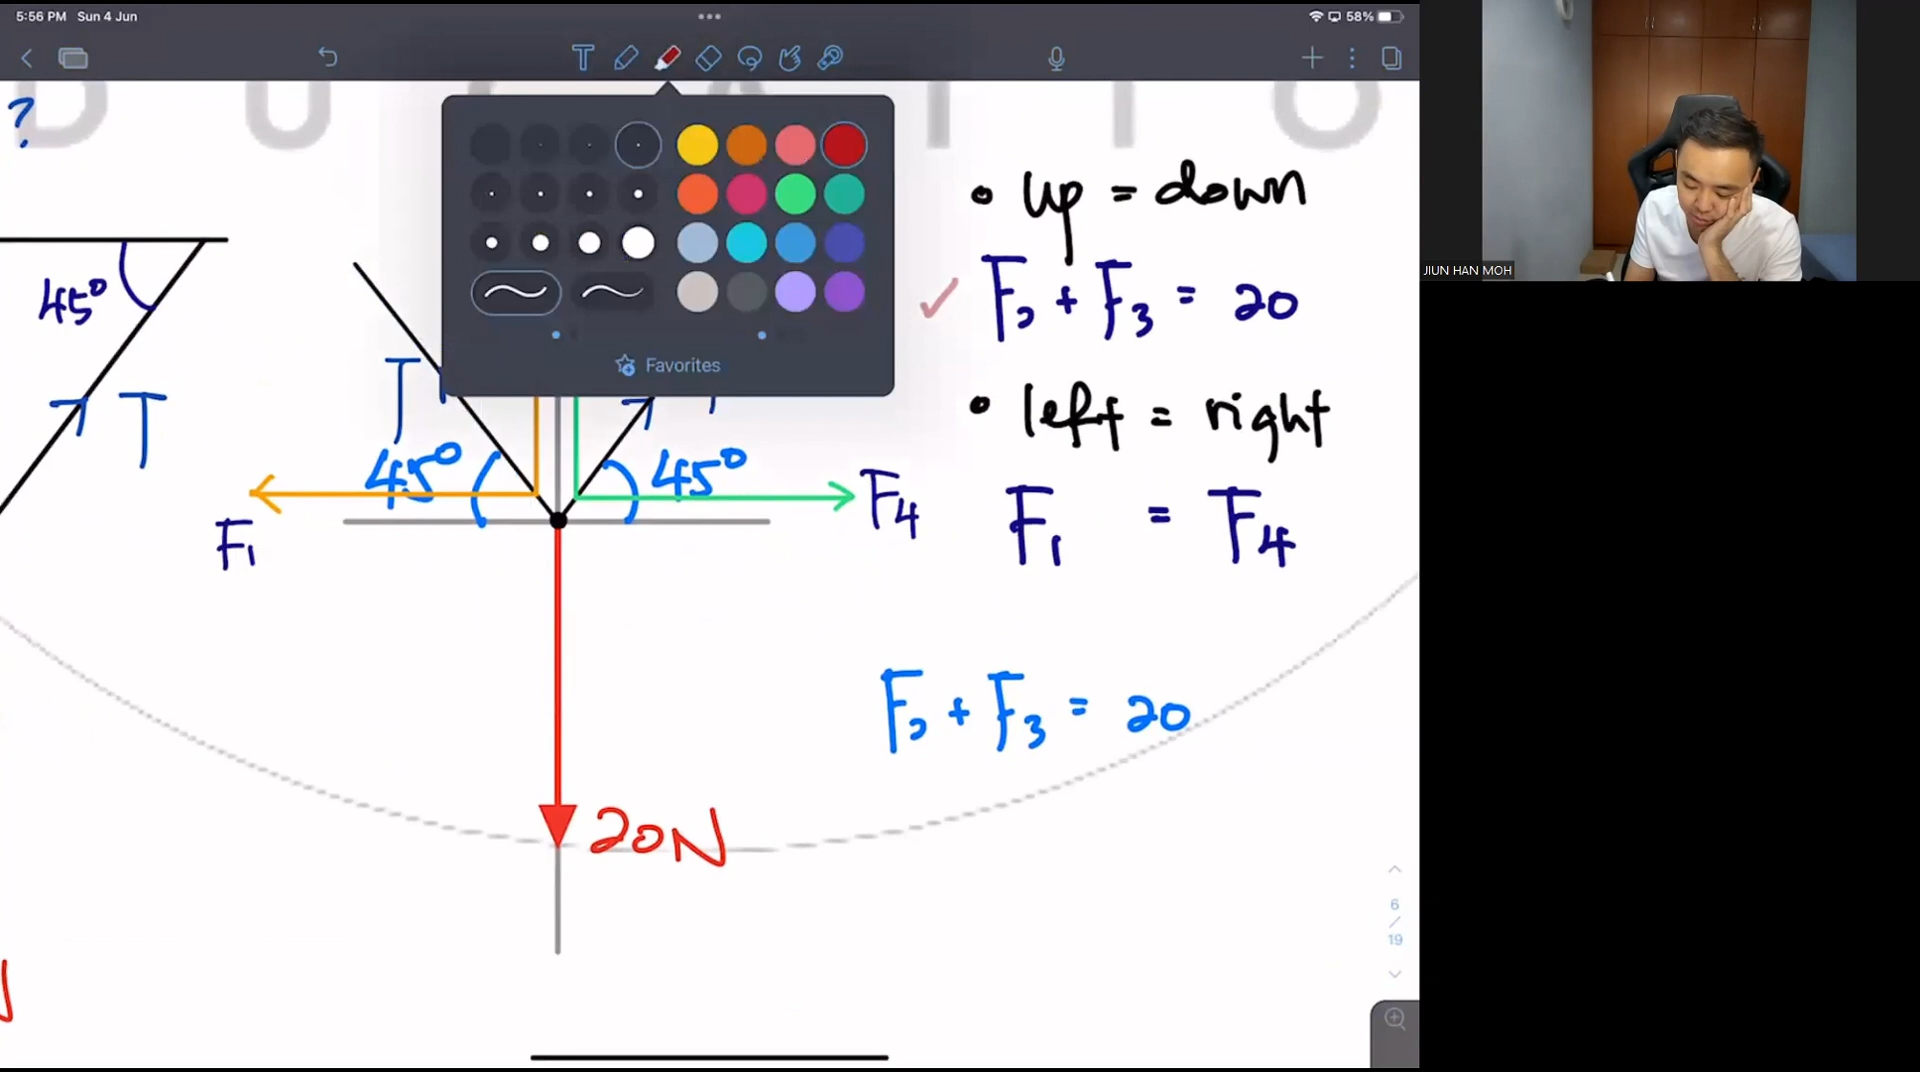 5:56 PM Sun 4 Jun
58%
T
D U C A T I O
?
Favorites
45°
T
T
45°
45°
F1
F4
20N
• up = down
✓ F2 + F3 = 20
• left = right
F1 = F4
F2 + F3 = 20
6
/
19
JIUN HAN MOH